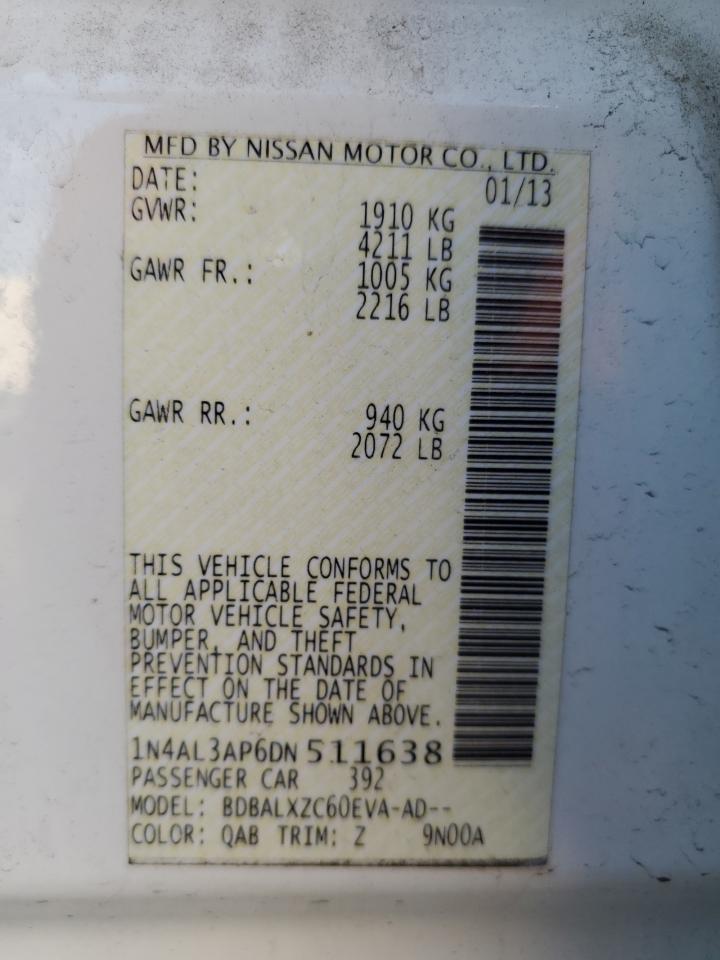 MFD BY NISSAN MOTOR CO., LTD.
DATE: 01/13
GVWR: 1910 KG
4211 LB
GAWR FR.: 1005 KG
2216 LB
GAWR RR.: 940 KG
2072 LB
THIS VEHICLE CONFORMS TO
ALL APPLICABLE FEDERAL
MOTOR VEHICLE SAFETY,
BUMPER, AND THEFT
PREVENTION STANDARDS IN
EFFECT ON THE DATE OF
MANUFACTURE SHOWN ABOVE.
1N4AL3AP6DN 511638
PASSENGER CAR 392
MODEL: BDBALXZC60EVA-AD--
COLOR: QAB TRIM: Z 9N00A